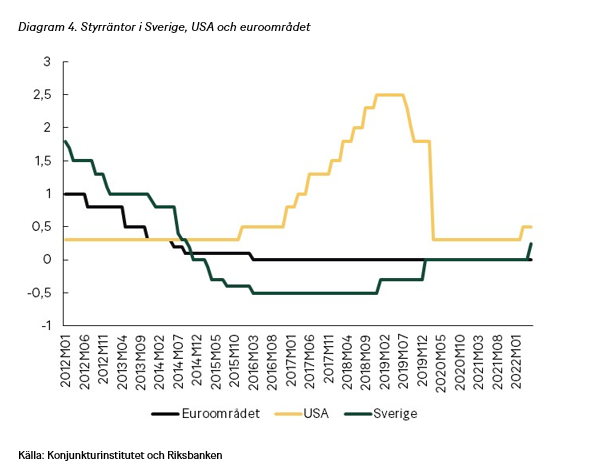 Diagram 4. Styrräntor i Sverige, USA och euroområdet
3
2,5
2
1,5
1
0,5
0
-0,5
-1
2012M01
2012M06
2012M11
2013M04
2013M09
2014M02
2014M07
2014M12
2015M05
2015M10
2016M03
2016M08
2017M01
2017M06
2017M11
2018M04
2018M09
2019M02
2019M07
2019M12
2020M05
2020M10
2021M03
2021M08
2022M01
Euroområdet USA Sverige
Källa: Konjunkturinstitutet och Riksbanken